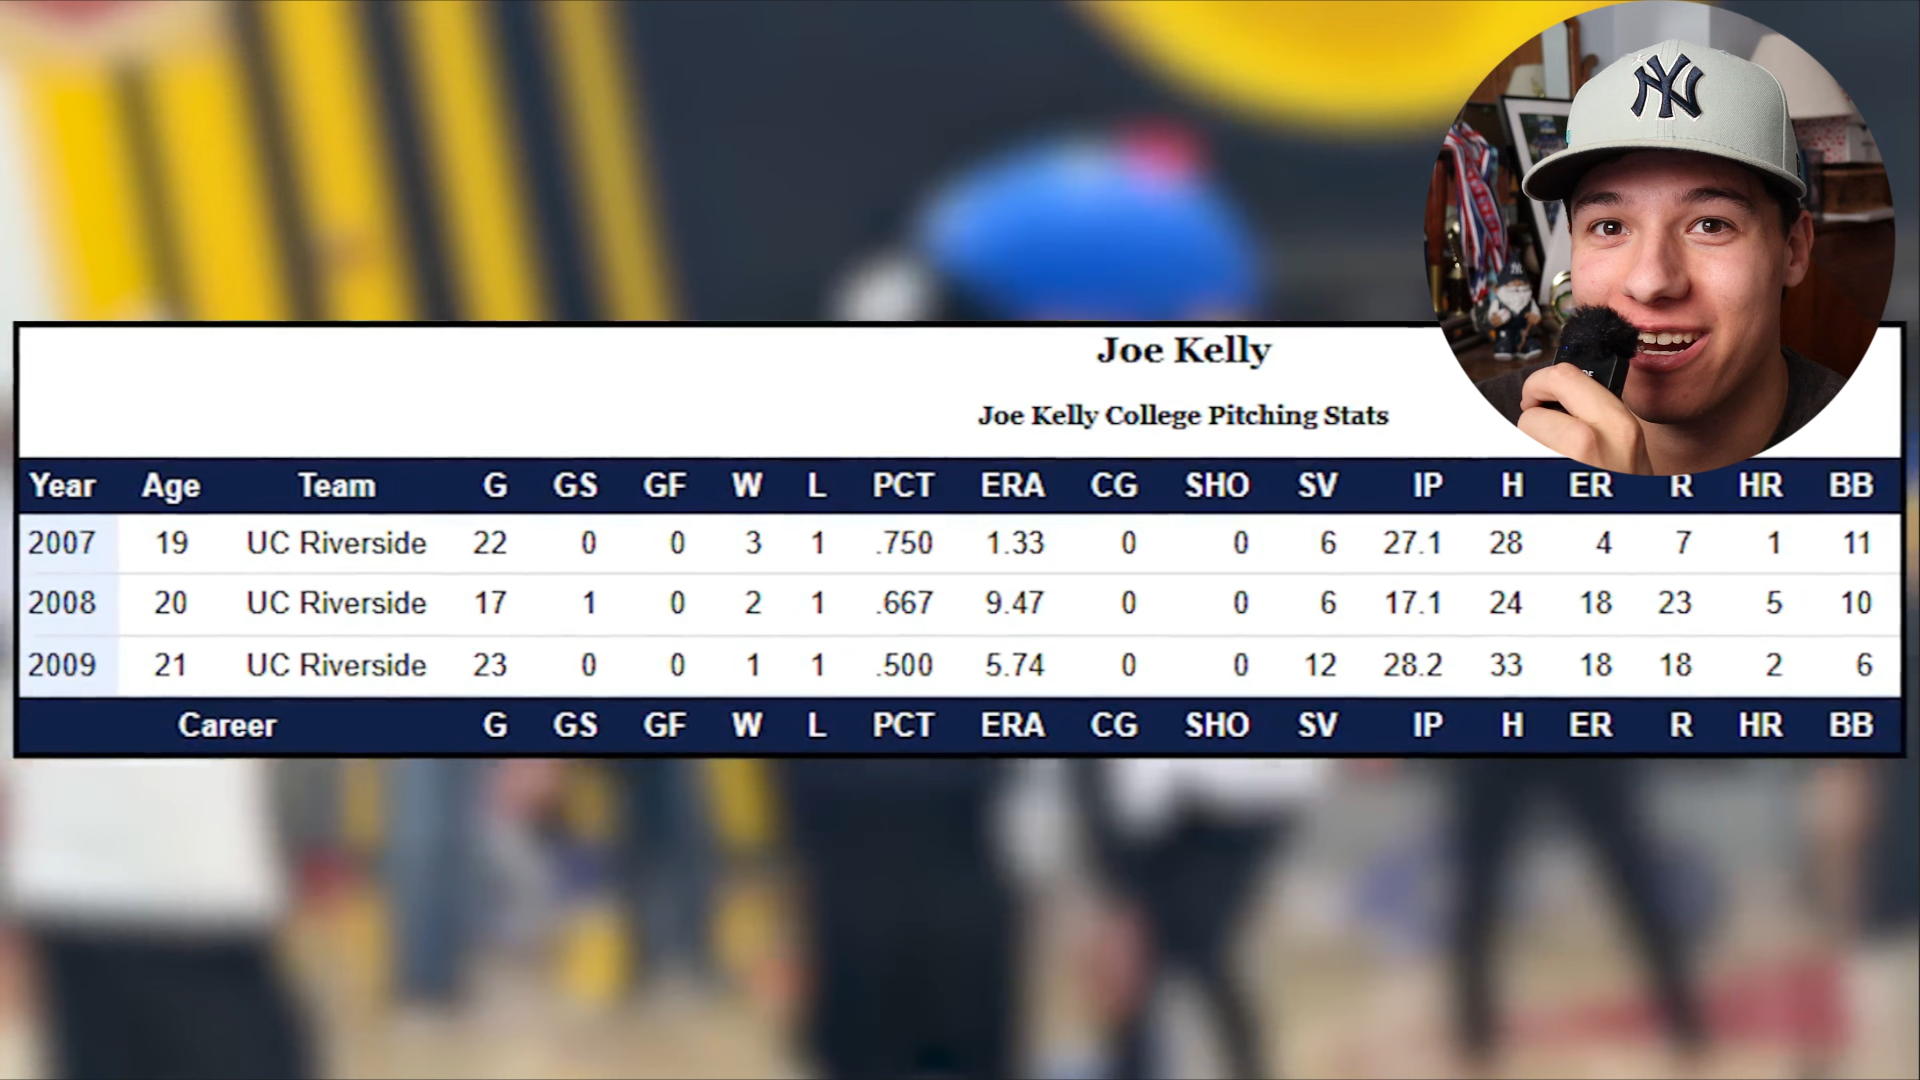 NY
Joe Kelly
Joe Kelly College Pitching Stats
Year Age Team G GS GF W L PCT ERA CG SHO SV IP H ER R HR BB
2007 19 UC Riverside 22 0 0 3 1 .750 1.33 0 0 6 27.1 28 4 7 1 11
2008 20 UC Riverside 17 1 0 2 1 .667 9.47 0 0 6 17.1 24 18 23 5 10
2009 21 UC Riverside 23 0 0 1 1 .500 5.74 0 0 12 28.2 33 18 18 2 6
Career G GS GF W L PCT ERA CG SHO SV IP H ER R HR BB